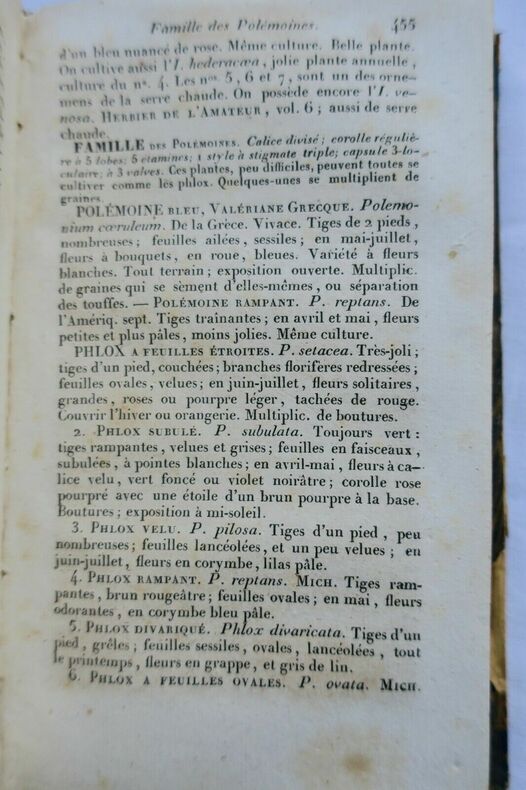 Famille des Polémoines. 455
d'un bleu nuancé de rose. Même culture. Belle plante.
On cultive aussi l'I. hederacæa, jolie plante annuelle,
culture du n°. 4. Les nos. 5, 6 et 7, sont un des orne-
mens de la serre chaude. On possède encore l'I. ve-
nosa. HERBIER DE L'AMATEUR, vol. 6; aussi de serre
chaude.
FAMILLE DES POLÉMOINES. Calice divisé; corolle réguliè-
re à 5 lobes; 5 étamines; 1 style à stigmate triple; capsule 3-lo-
culaire, à 3 valves. Ces plantes, peu difficiles, peuvent toutes se
cultiver comme les phlox. Quelques-unes se multiplient de
graines.
POLÉMOINE BLEU, VALÉRIANE GRECQUE. Polemo-
nium cœruleum. De la Grèce. Vivace. Tiges de 2 pieds,
nombreuses; feuilles ailées, sessiles; en mai-juillet,
fleurs à bouquets, en roue, bleues. Variété à fleurs
blanches. Tout terrain; exposition ouverte. Multiplic.
de graines qui se sèment d'elles-mêmes, ou séparation
des touffes. — POLÉMOINE RAMPANT. P. reptans. De
l'Amériq. sept. Tiges traînantes; en avril et mai, fleurs
petites et plus pâles, moins jolies. Même culture.
PHLOX A FEUILLES ÉTROITES. P. setacea. Très-joli;
tiges d'un pied, couchées; branches florifères redressées;
feuilles ovales, velues; en juin-juillet, fleurs solitaires,
grandes, roses ou pourpre léger, tachées de rouge.
Couvrir l'hiver ou orangerie. Multiplic. de boutures.
2. PHLOX SUBULÉ. P. subulata. Toujours vert:
tiges rampantes, velues et grises; feuilles en faisceaux,
subulées, à pointes blanches; en avril-mai, fleurs à ca-
lice velu, vert foncé ou violet noirâtre; corolle rose
pourpré avec une étoile d'un brun pourpre à la base.
Boutures; exposition à mi-soleil.
3. PHLOX VELU. P. pilosa. Tiges d'un pied, peu
nombreuses; feuilles lancéolées, et un peu velues; en
juin-juillet, fleurs en corymbe, lilas pâle.
4. PHLOX RAMPANT. P. reptans. MICH. Tiges ram-
pantes, brun rougeâtre; feuilles ovales; en mai, fleurs
odorantes, en corymbe bleu pâle.
5. PHLOX DIVARIQUÉ. Phlox divaricata. Tiges d'un
pied, grêles; feuilles sessiles, ovales, lancéolées, tout
le printemps, fleurs en grappe, et gris de lin.
6. PHLOX A FEUILLES OVALES. P. ovata. MICH.